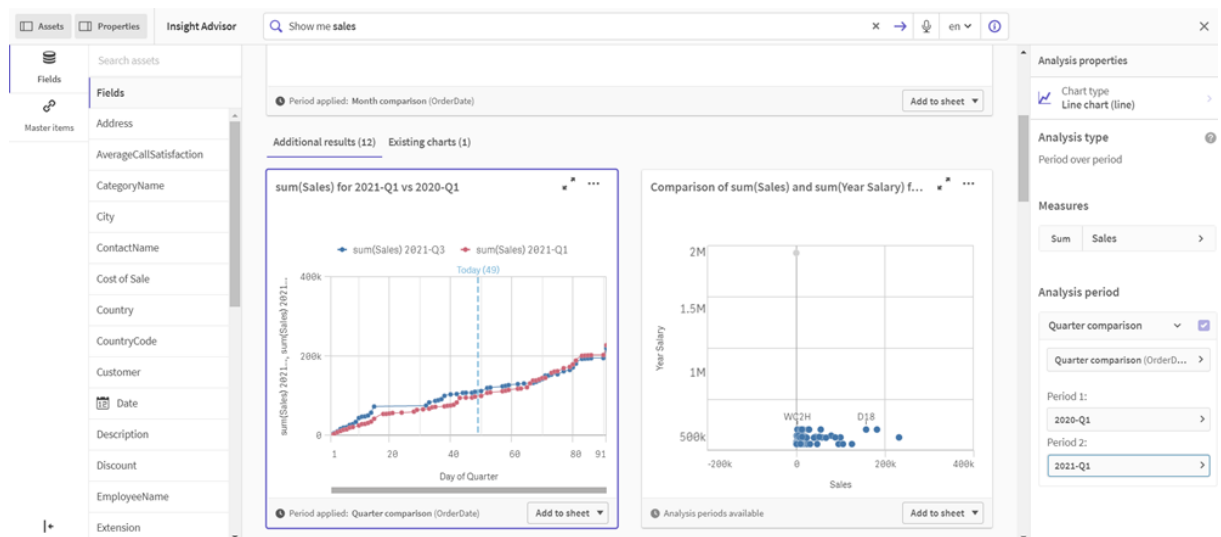 Assets
Properties
Insight Advisor
Show me sales
en
Fields
Master items
Search assets
Fields
Address
AverageCallSatisfaction
CategoryName
City
ContactName
Cost of Sale
Country
CountryCode
Customer
Date
Description
Discount
EmployeeName
Extension
Period applied: Month comparison (OrderDate)
Add to sheet
Additional results (12)
Existing charts (1)
sum(Sales) for 2021-Q1 vs 2020-Q1
sum(Sales) 2021-Q3
sum(Sales) 2021-Q1
Today (49)
sum(Sales) 2021..., sum(Sales) 2021...
400k
200k
0
1 20 40 60 80 91
Day of Quarter
Period applied: Quarter comparison (OrderDate)
Add to sheet
Comparison of sum(Sales) and sum(Year Salary) f...
Year Salary
2M
1.5M
1M
500k
WC2H
D18
-200k 0 200k 400k
Sales
Analysis periods available
Add to sheet
Analysis properties
Chart type
Line chart (line)
Analysis type
Period over period
Measures
Sum
Sales
Analysis period
Quarter comparison
Quarter comparison (OrderD...
Period 1:
2020-Q1
Period 2:
2021-Q1